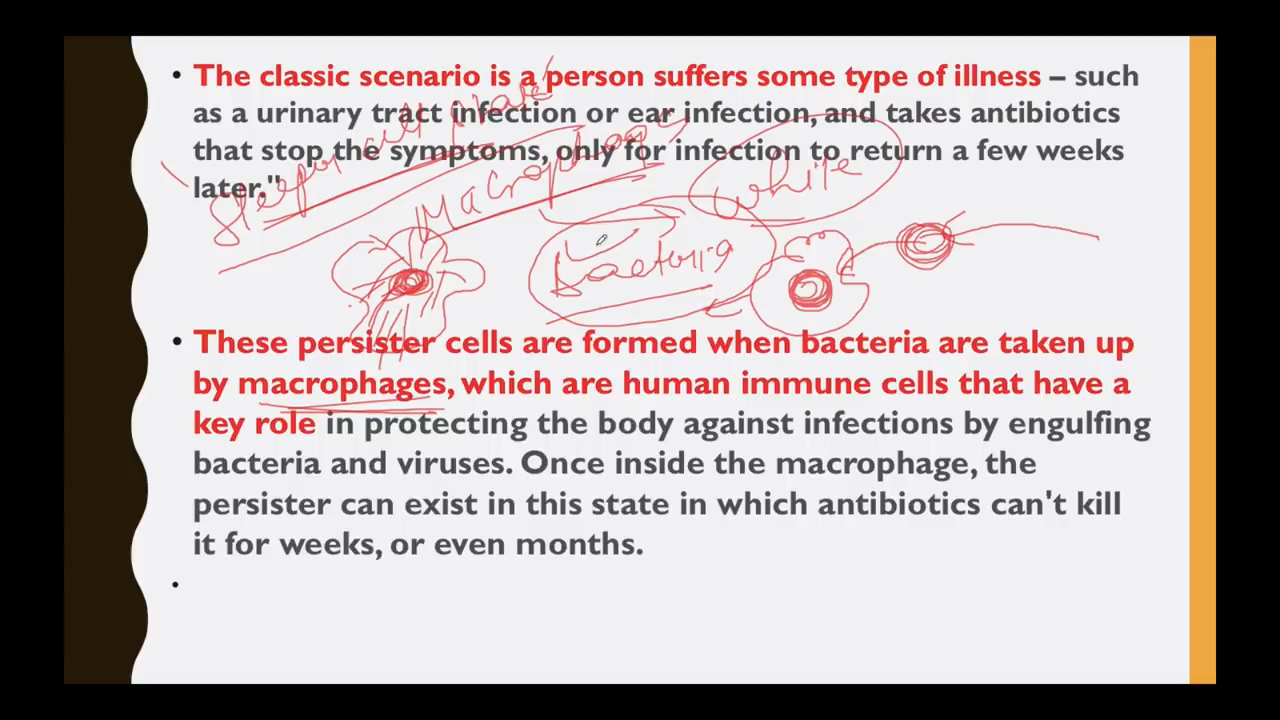 • The classic scenario is a person suffers some type of illness – such
as a urinary tract infection or ear infection, and takes antibiotics
that stop the symptoms, only for infection to return a few weeks
later."
Sleeper cell state
Macrophage
White
bacteria
• These persister cells are formed when bacteria are taken up
by macrophages, which are human immune cells that have a
key role in protecting the body against infections by engulfing
bacteria and viruses. Once inside the macrophage, the
persister can exist in this state in which antibiotics can't kill
it for weeks, or even months.
•